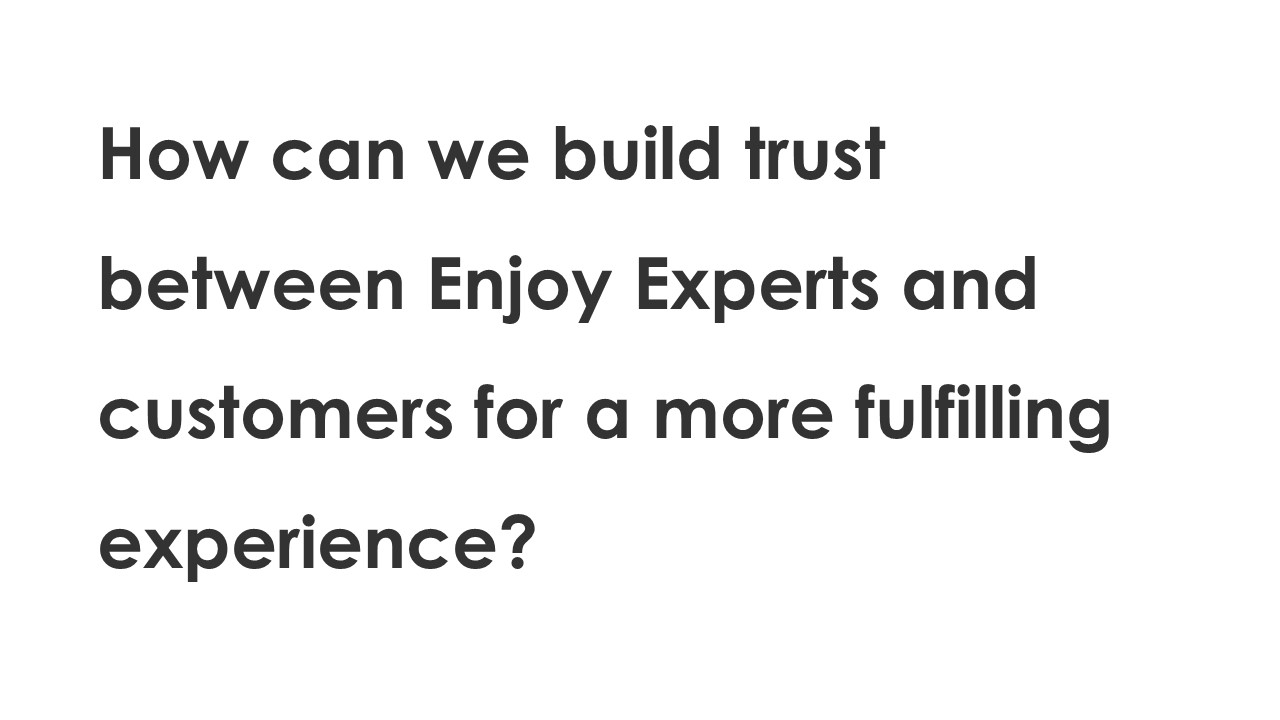 How can we build trust
between Enjoy Experts and
customers for a more fulfilling
experience?